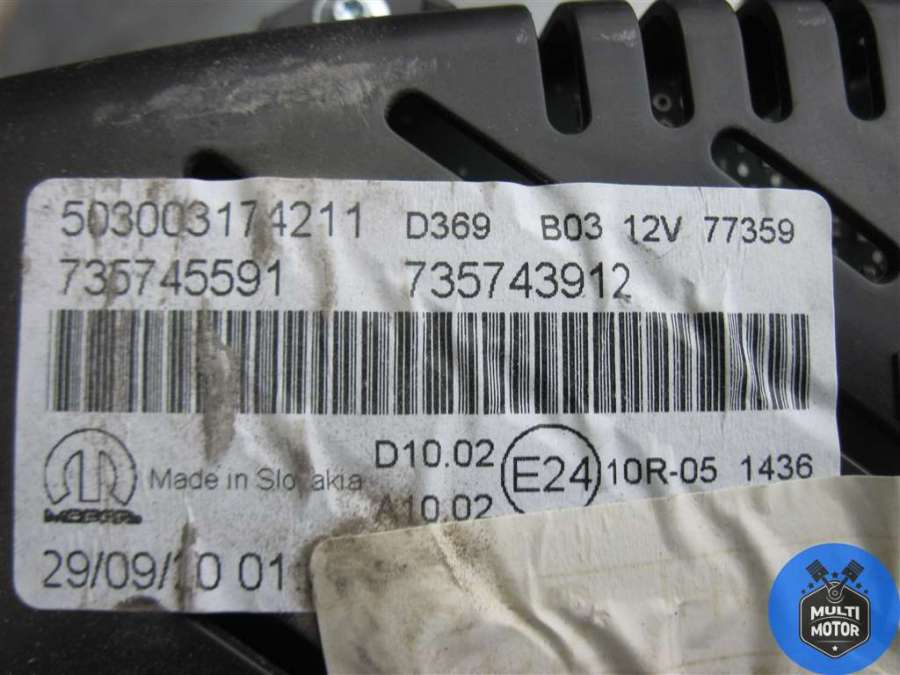 503003174211 D369 B03 12V 77359
735745591 735743912
D10.02 E24 10R-05 1436
Made in Slovakia
A10.02
29/09/10 01
MULTI
MOTOR